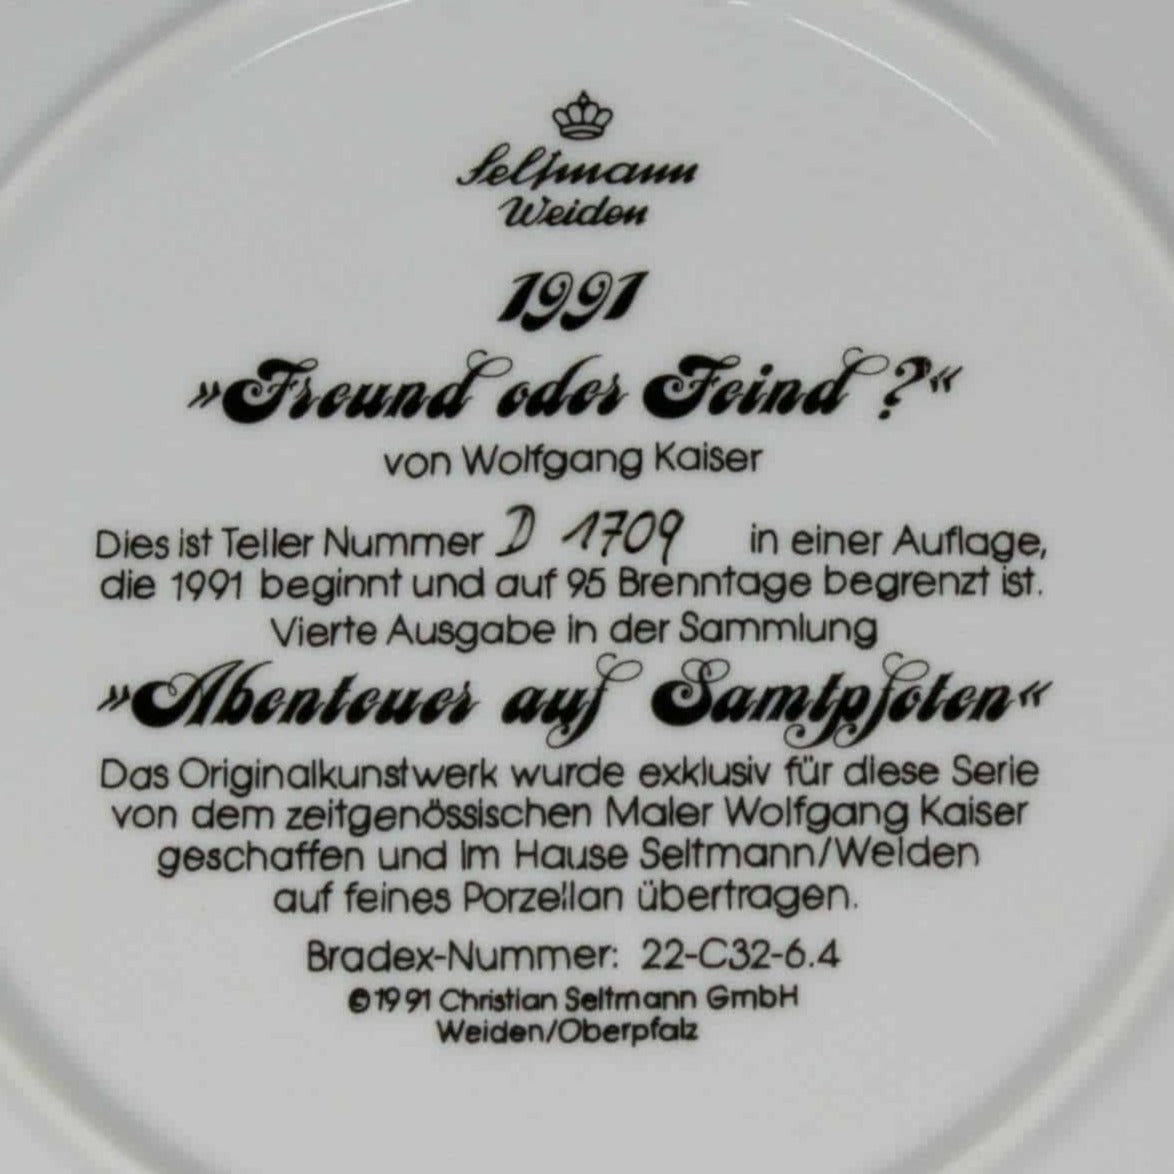 Seltmann
Weiden
1991
»Freund oder Feind?«
von Wolfgang Kaiser
Dies ist Teller Nummer D 1709 in einer Auflage,
die 1991 beginnt und auf 95 Brenntage begrenzt ist.
Vierte Ausgabe in der Sammlung
»Abenteuer auf Samtpfoten«
Das Originalkunstwerk wurde exklusiv für diese Serie
von dem zeitgenössischen Maler Wolfgang Kaiser
geschaffen und im Hause Seltmann/Weiden
auf feines Porzellan übertragen.
Bradex-Nummer: 22-C32-6.4
©1991 Christian Seltmann GmbH
Weiden/Oberpfalz